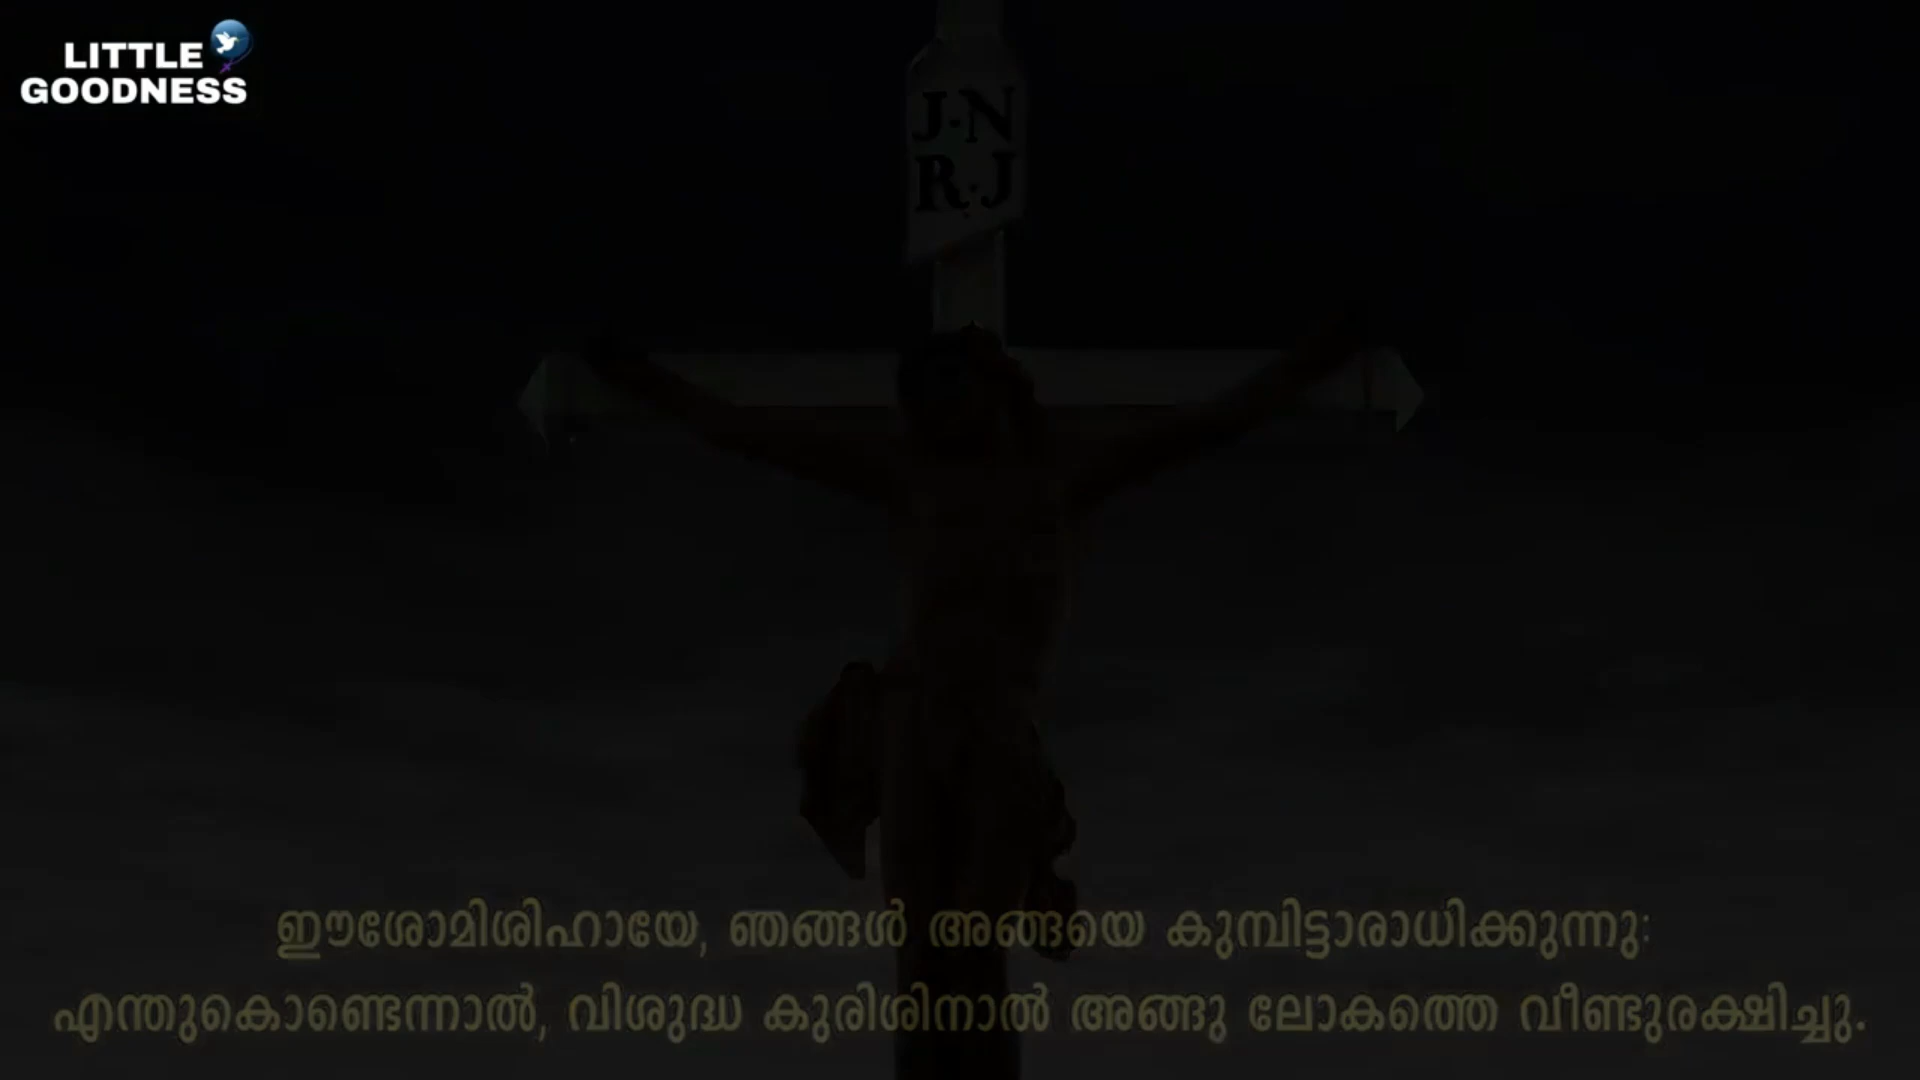 LITTLE
GOODNESS
J·N
R·J
ഈശോമിശിഹായേ, ഞങ്ങൾ അങ്ങയെ കുമ്പിട്ടാരാധിക്കുന്നു:
എന്തുകൊണ്ടെന്നാൽ, വിശുദ്ധ കുരിശിനാൽ അങ്ങു ലോകത്തെ വീണ്ടുരക്ഷിച്ചു.